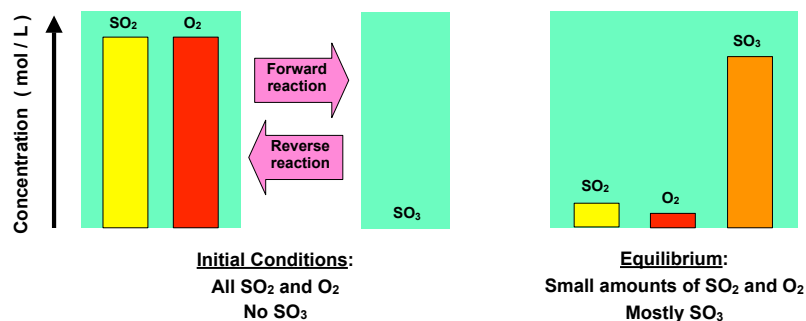 Concentration ( mol / L )
SO₂
O₂
Forward
reaction
Reverse
reaction
SO₃
SO₂
O₂
SO₃
Initial Conditions:
All SO₂ and O₂
No SO₃
Equilibrium:
Small amounts of SO₂ and O₂
Mostly SO₃